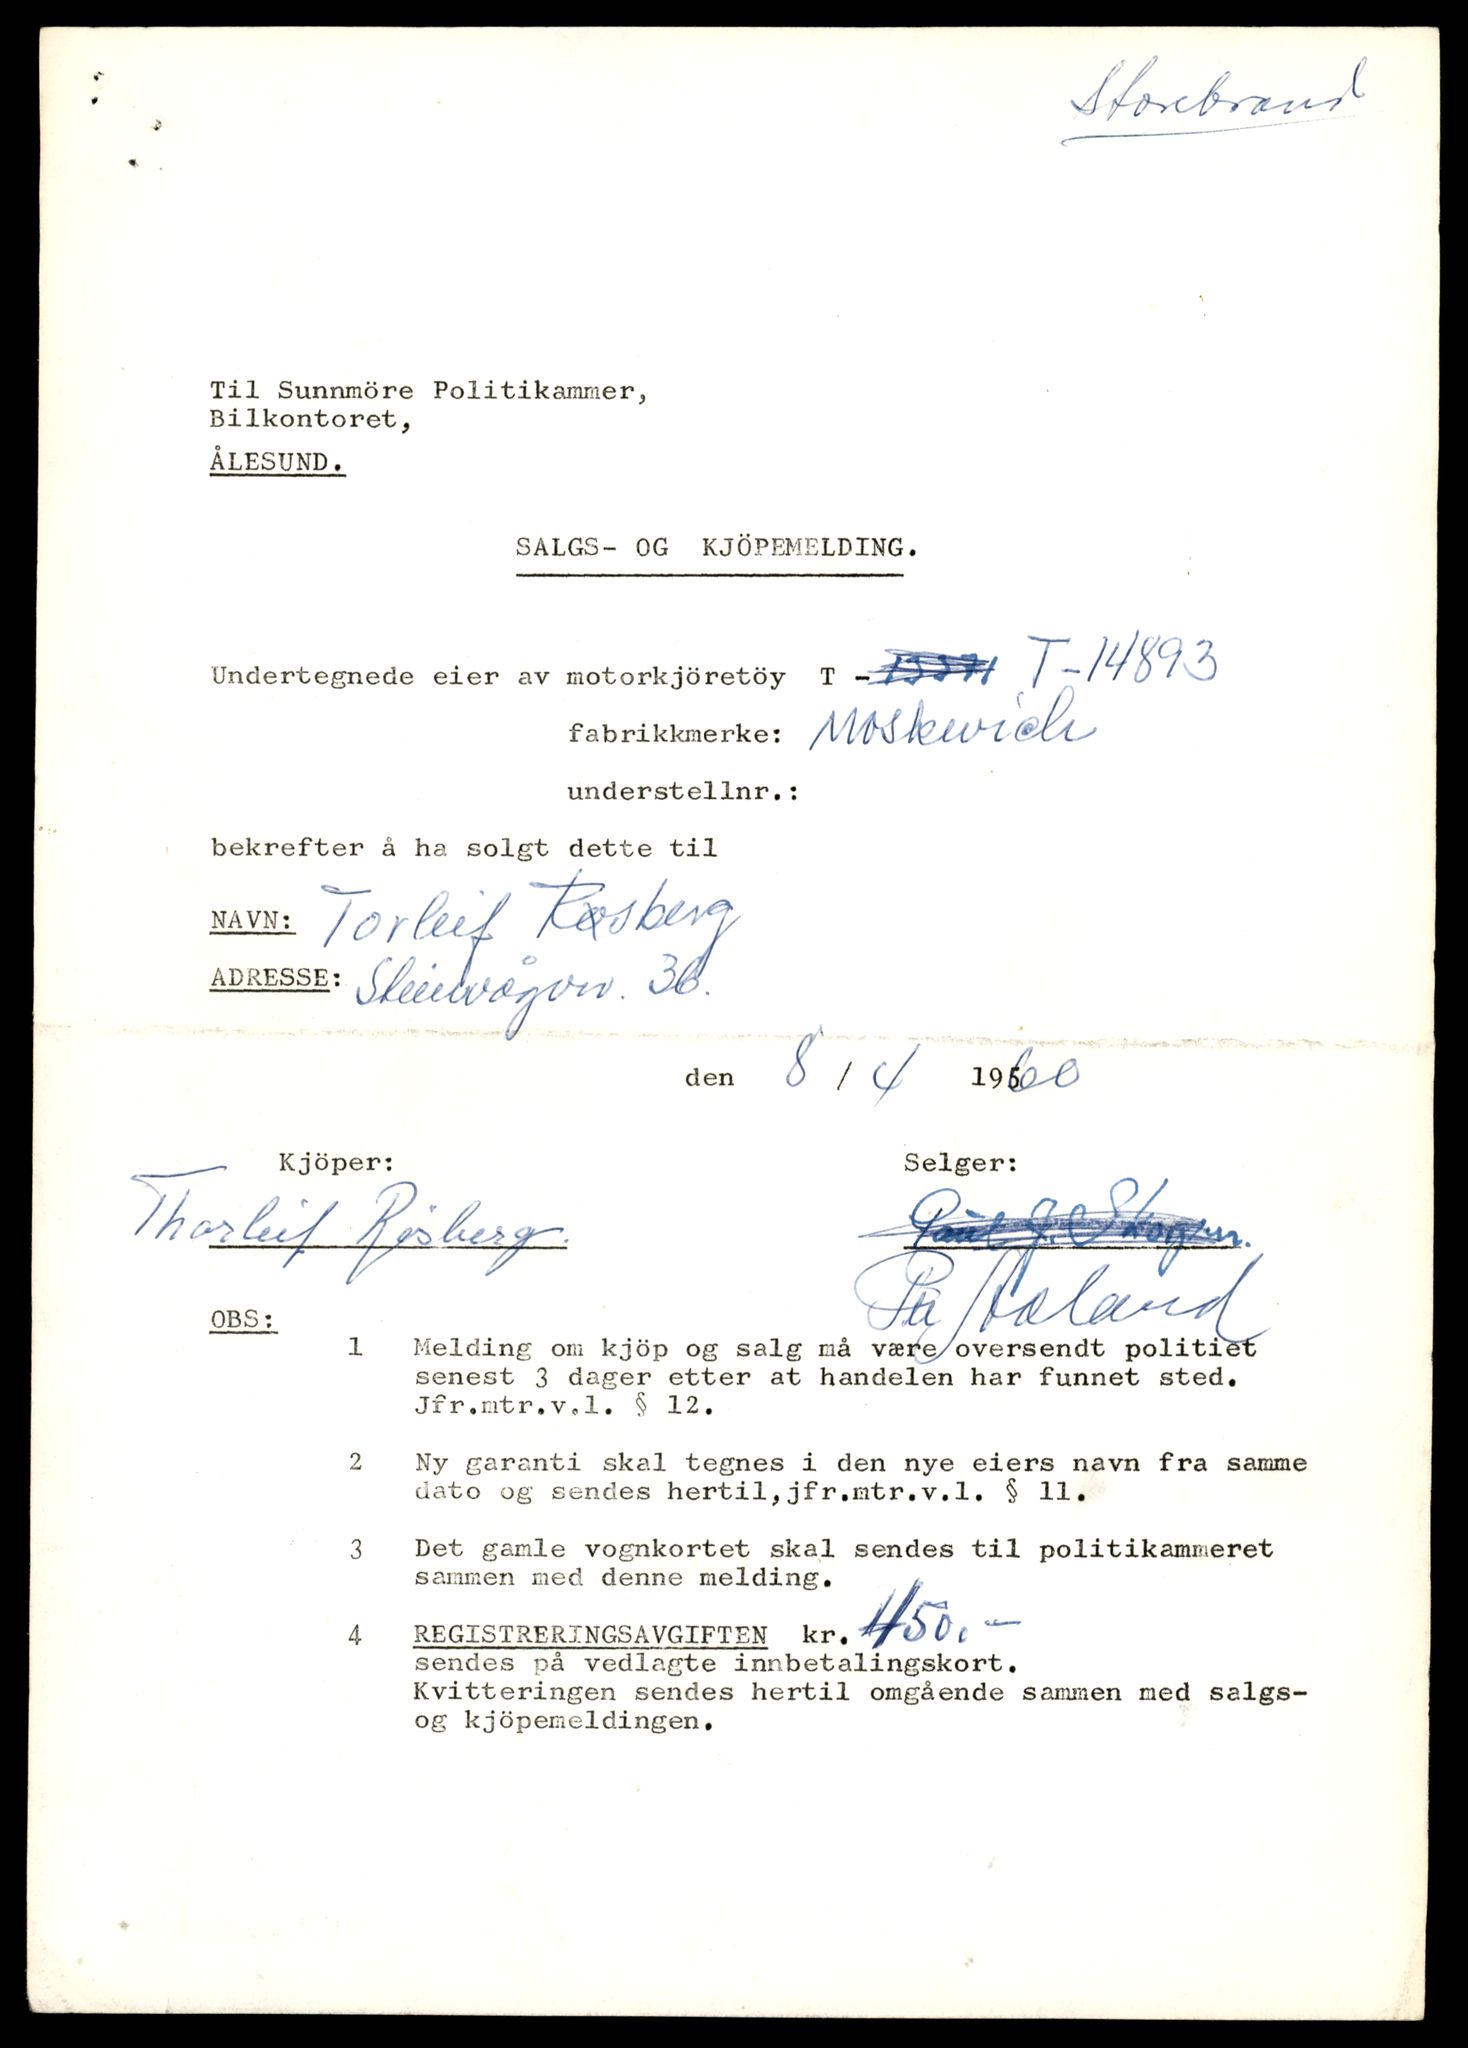 Storebrand
Til Sunnmöre Politikammer,
Bilkontoret,
ÅLESUND.
SALGS- OG KJÖPEMELDING.
Undertegnede eier av motorkjöretöy T - T-14893
fabrikkmerke: Moskwich
understellnr.:
bekrefter å ha solgt dette til
NAVN: Torleif Røsberg
ADRESSE: Steinvågvn. 36.
den 8 / 4 1960
Kjöper: Selger:
Thorleif Røsberg. Paul J. Skogen.
OBS:
1 Melding om kjöp og salg må være oversendt politiet
senest 3 dager etter at handelen har funnet sted.
Jfr.mtr.v.l. § 12.
2 Ny garanti skal tegnes i den nye eiers navn fra samme
dato og sendes hertil,jfr.mtr.v.l. § 11.
3 Det gamle vognkortet skal sendes til politikammeret
sammen med denne melding.
4 REGISTRERINGSAVGIFTEN kr. 450.-
sendes på vedlagte innbetalingskort.
Kvitteringen sendes hertil omgående sammen med salgs-
og kjöpemeldingen.